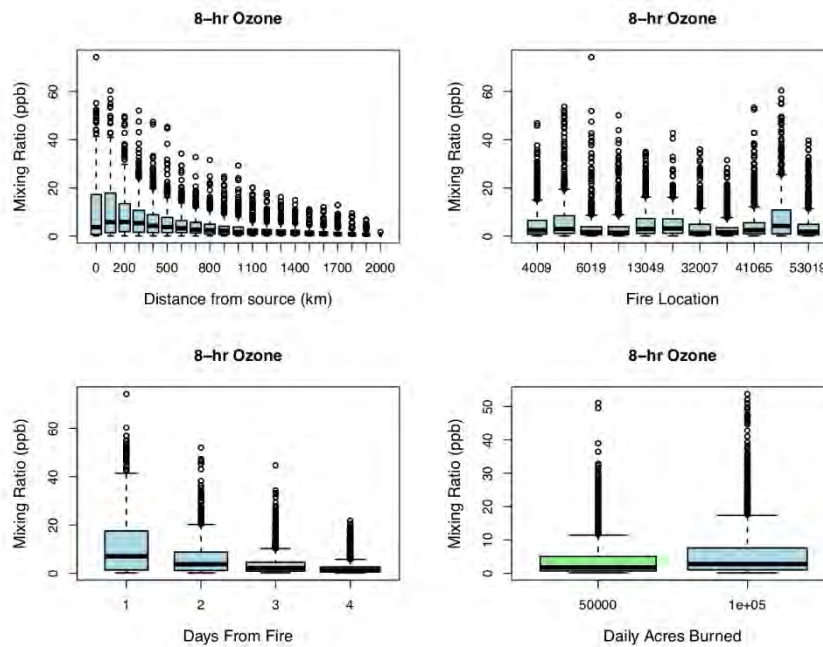 8-hr Ozone
Mixing Ratio (ppb)
60
40
20
0
0 200 500 800 1100 1400 1700 2000
Distance from source (km)
8-hr Ozone
Mixing Ratio (ppb)
60
40
20
0
4009 6019 13049 32007 41065 53019
Fire Location
8-hr Ozone
Mixing Ratio (ppb)
60
40
20
0
1 2 3 4
Days From Fire
8-hr Ozone
Mixing Ratio (ppb)
50
40
30
20
10
0
50000 1e+05
Daily Acres Burned